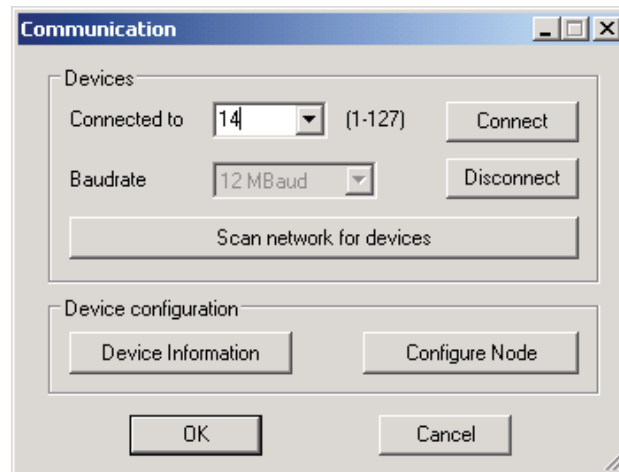 Communication
Devices
Connected to 14 (1-127) Connect
Baudrate 12 MBaud Disconnect
Scan network for devices
Device configuration
Device Information Configure Node
OK Cancel